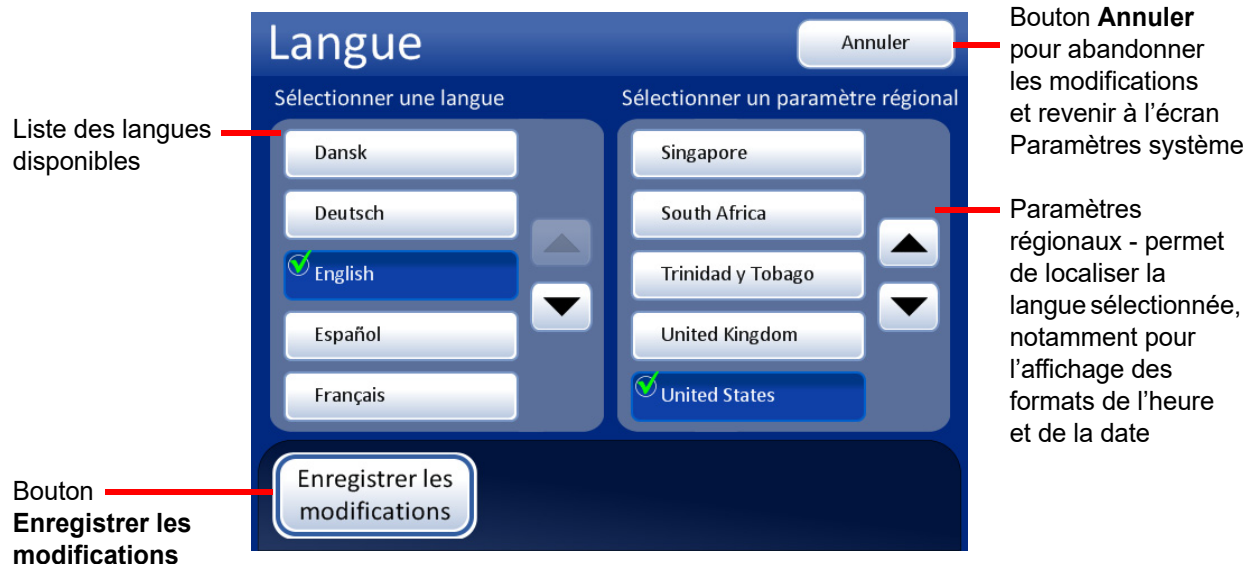 Langue
Annuler
Sélectionner une langue
Sélectionner un paramètre régional
Dansk
Deutsch
English
Español
Français
Singapore
South Africa
Trinidad y Tobago
United Kingdom
United States
Enregistrer les
modifications
Liste des langues
disponibles
Bouton
Enregistrer les
modifications
Bouton Annuler
pour abandonner
les modifications
et revenir à l’écran
Paramètres système
Paramètres
régionaux - permet
de localiser la
langue sélectionnée,
notamment pour
l’affichage des
formats de l’heure
et de la date